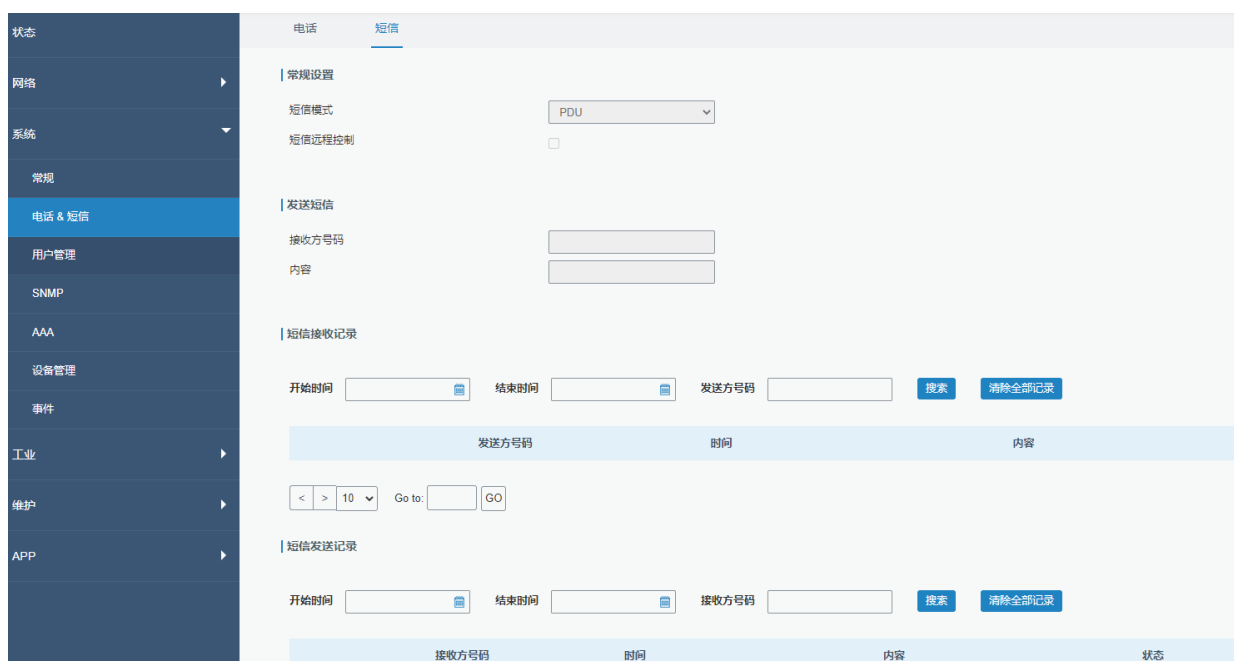 状态
网络
系统
常规
电话 & 短信
用户管理
SNMP
AAA
设备管理
事件
工业
维护
APP
电话 短信
常规设置
短信模式 PDU
短信远程控制
发送短信
接收方号码
内容
短信接收记录
开始时间 结束时间 发送方号码 搜索 清除全部记录
发送方号码 时间 内容
< > 10 Go to: GO
短信发送记录
开始时间 结束时间 接收方号码 搜索 清除全部记录
接收方号码 时间 内容 状态